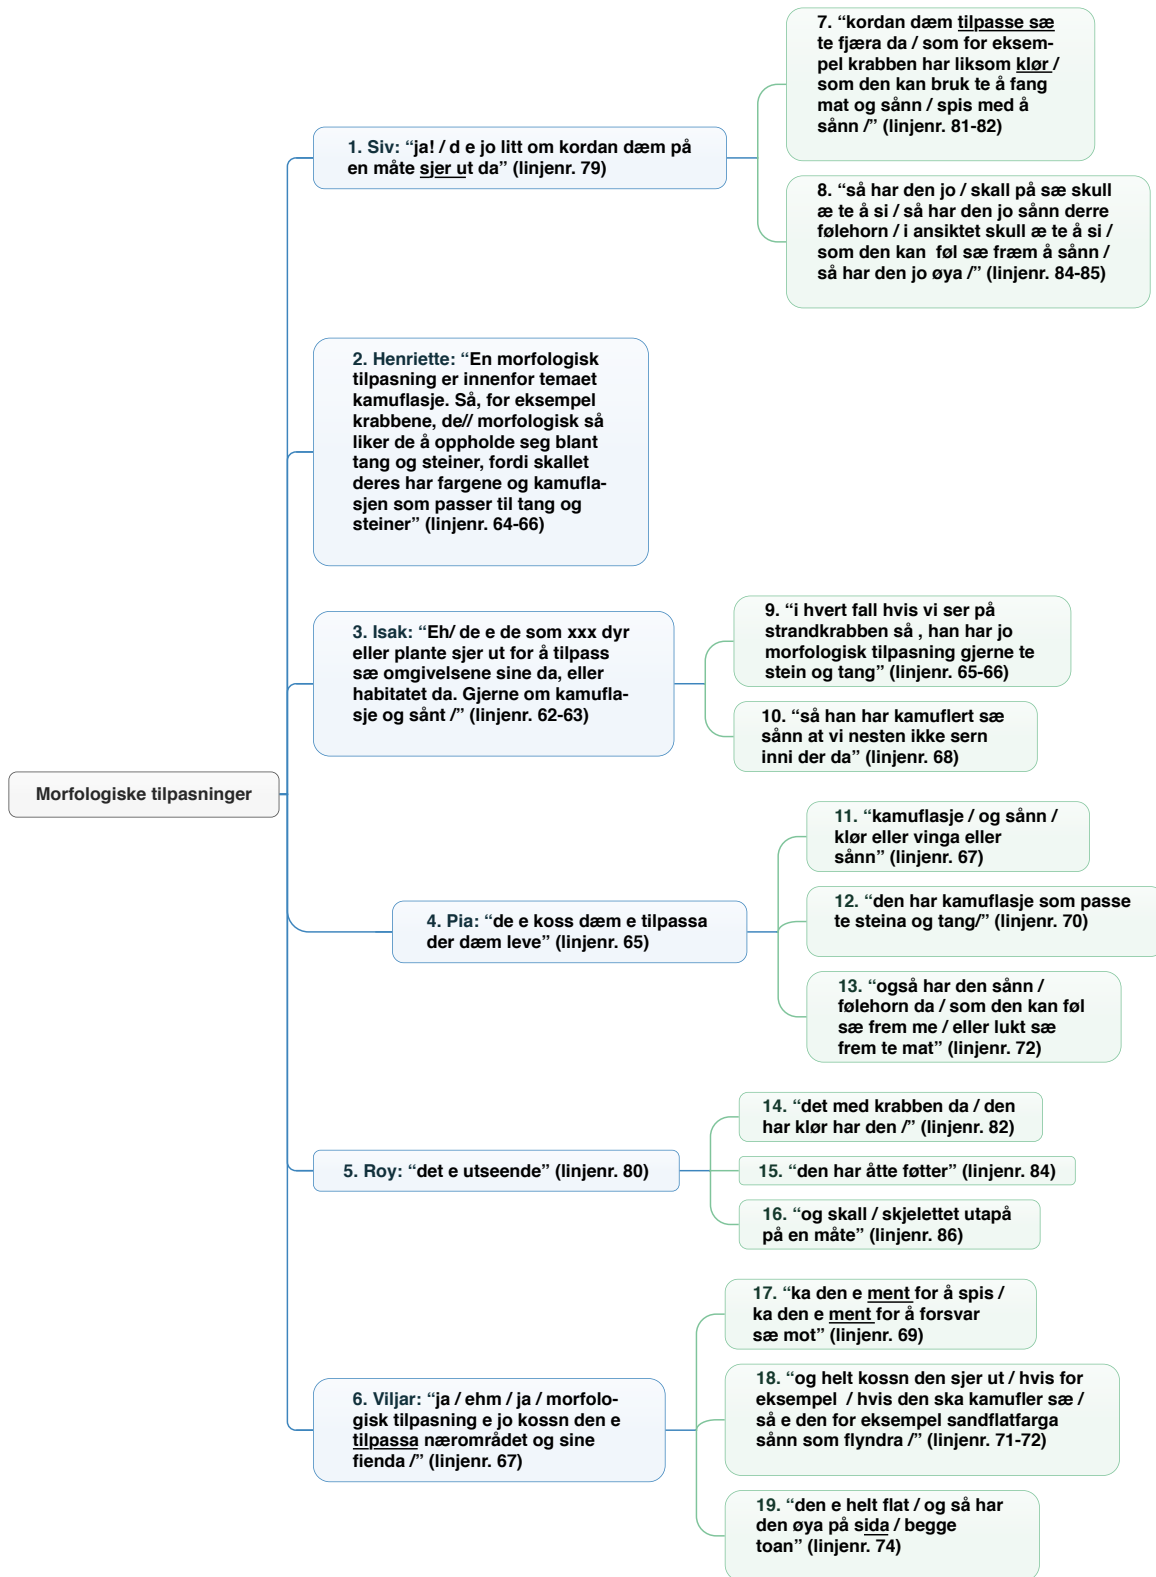 Morfologiske tilpasninger
1. Siv: “ja! / d e jo litt om kordan dæm på
en måte sjer ut da” (linjenr. 79)
7. “kordan dæm tilpasse sæ
te fjæra da / som for eksem-
pel krabben har liksom klør /
som den kan bruk te å fang
mat og sånn / spis med å
sånn /” (linjenr. 81-82)
8. “så har den jo / skall på sæ skull
æ te å si / så har den jo sånn derre
følehorn / i ansiktet skull æ te å si /
som den kan  føl sæ fræm å sånn /
så har den jo øya /” (linjenr. 84-85)
2. Henriette: “En morfologisk
tilpasning er innenfor temaet
kamuflasje. Så, for eksempel
krabbene, de// morfologisk så
liker de å oppholde seg blant
tang og steiner, fordi skallet
deres har fargene og kamufla-
sjen som passer til tang og
steiner” (linjenr. 64-66)
3. Isak: “Eh/ de e de som xxx dyr
eller plante sjer ut for å tilpass
sæ omgivelsene sine da, eller
habitatet da. Gjerne om kamufla-
sje og sånt /” (linjenr. 62-63)
9. “i hvert fall hvis vi ser på
strandkrabben så , han har jo
morfologisk tilpasning gjerne te
stein og tang” (linjenr. 65-66)
10. “så han har kamuflert sæ
sånn at vi nesten ikke sern
inni der da” (linjenr. 68)
4. Pia: “de e koss dæm e tilpassa
der dæm leve” (linjenr. 65)
11. “kamuflasje / og sånn /
klør eller vinga eller
sånn” (linjenr. 67)
12. “den har kamuflasje som passe
te steina og tang/” (linjenr. 70)
13. “også har den sånn /
følehorn da / som den kan føl
sæ frem me / eller lukt sæ
frem te mat” (linjenr. 72)
5. Roy: “det e utseende” (linjenr. 80)
14. “det med krabben da / den
har klør har den /” (linjenr. 82)
15. “den har åtte føtter” (linjenr. 84)
16. “og skall / skjelettet utapå
på en måte” (linjenr. 86)
6. Viljar: “ja / ehm / ja / morfolo-
gisk tilpasning e jo kossn den e
tilpassa nærområdet og sine
fienda /” (linjenr. 67)
17. “ka den e ment for å spis /
ka den e ment for å forsvar
sæ mot” (linjenr. 69)
18. “og helt kossn den sjer ut / hvis for
eksempel  / hvis den ska kamufler sæ /
så e den for eksempel sandflatfarga
sånn som flyndra /” (linjenr. 71-72)
19. “den e helt flat / og så har
den øya på sida / begge
toan” (linjenr. 74)